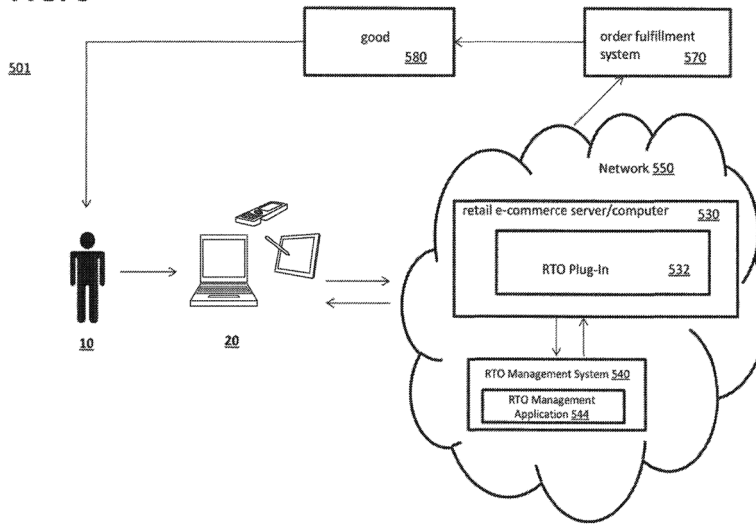 501
good
580
order fulfillment
system 570
Network 550
retail e-commerce server/computer 530
RTO Plug-In 532
10
20
RTO Management System 540
RTO Management
Application 544